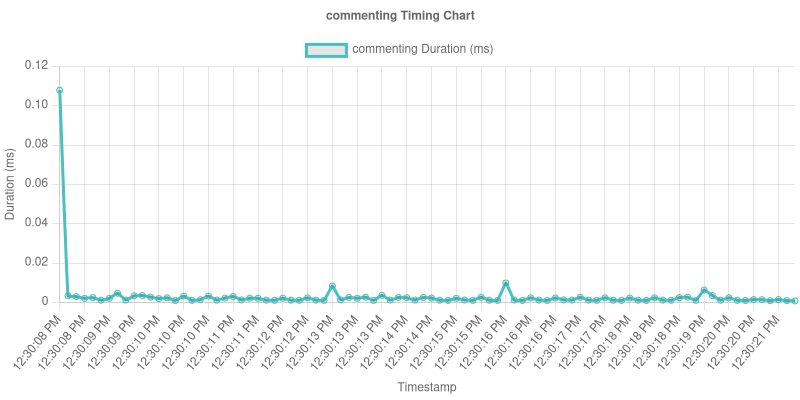 commenting Timing Chart
commenting Duration (ms)
0.12
0.10
0.08
0.06
0.04
0.02
0
Duration (ms)
12:30:08 PM
12:30:08 PM
12:30:09 PM
12:30:09 PM
12:30:10 PM
12:30:10 PM
12:30:10 PM
12:30:11 PM
12:30:11 PM
12:30:12 PM
12:30:12 PM
12:30:13 PM
12:30:13 PM
12:30:13 PM
12:30:14 PM
12:30:14 PM
12:30:15 PM
12:30:15 PM
12:30:16 PM
12:30:16 PM
12:30:16 PM
12:30:17 PM
12:30:17 PM
12:30:18 PM
12:30:18 PM
12:30:18 PM
12:30:19 PM
12:30:20 PM
12:30:20 PM
12:30:21 PM
Timestamp